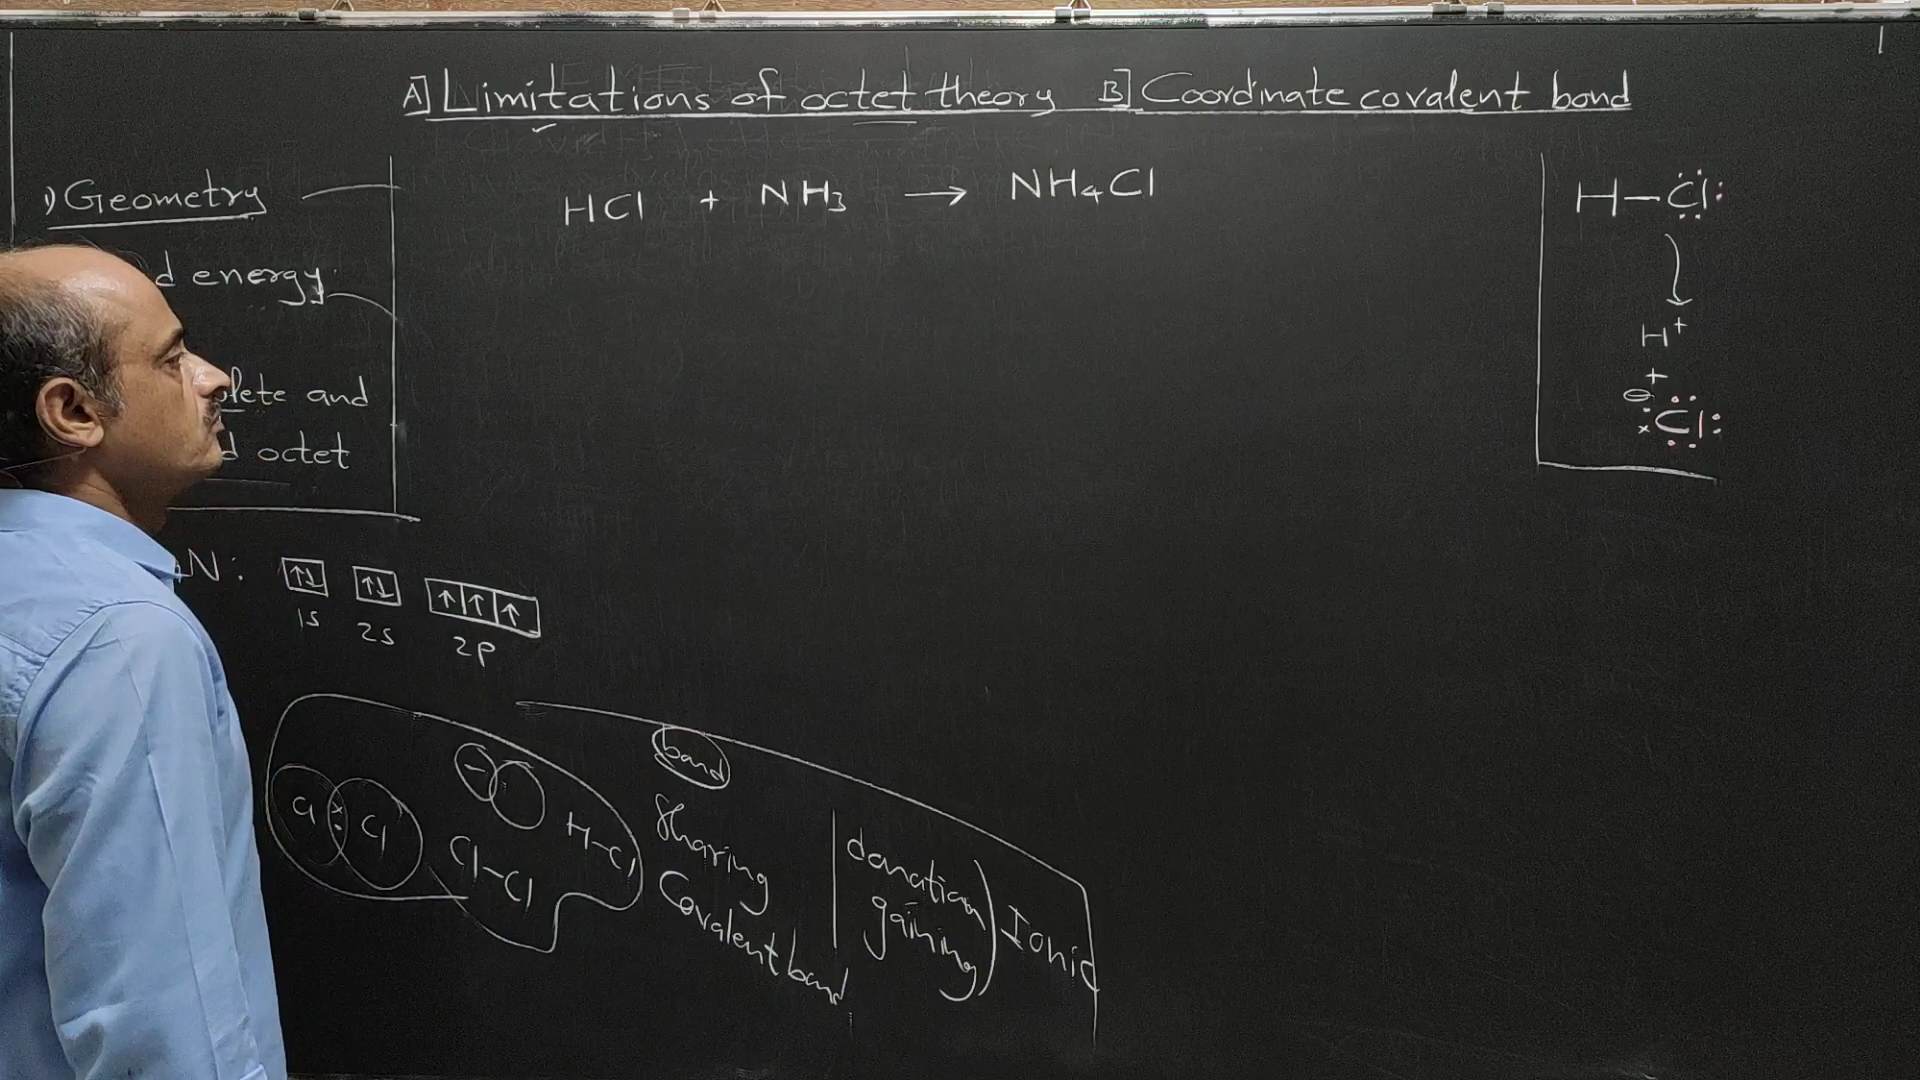 A] Limitations of octet theory B] Coordinate covalent bond
1) Geometry
d energy
plete and
d octet
HCl + NH₃ → NH₄Cl
H—Cl
H⁺
+
⊖
Cl
N:
1s 2s 2p
Cl Cl
Cl-Cl
H-Cl
bond
Sharing
Covalent bond
donation
gaining
Ionic